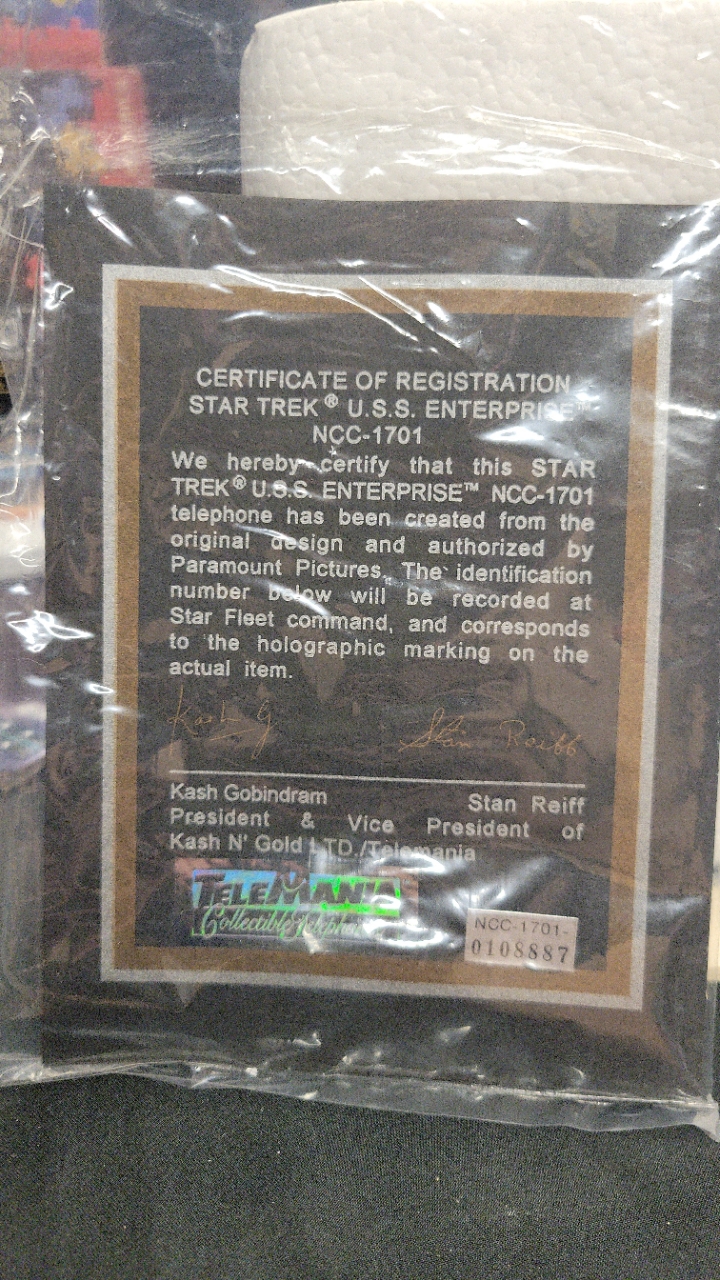 CERTIFICATE OF REGISTRATION
STAR TREK® U.S.S. ENTERPRISE™
NCC-1701
We hereby certify that this STAR
TREK® U.S.S. ENTERPRISE™ NCC-1701
telephone has been created from the
original design and authorized by
Paramount Pictures. The identification
number below will be recorded at
Star Fleet command, and corresponds
to the holographic marking on the
actual item.
Kash G Stan Reiff
Kash Gobindram Stan Reiff
President & Vice President of
Kash N' Gold LTD./Telemania
TELEMANIA
Collectible Telephones
NCC-1701-
0108887